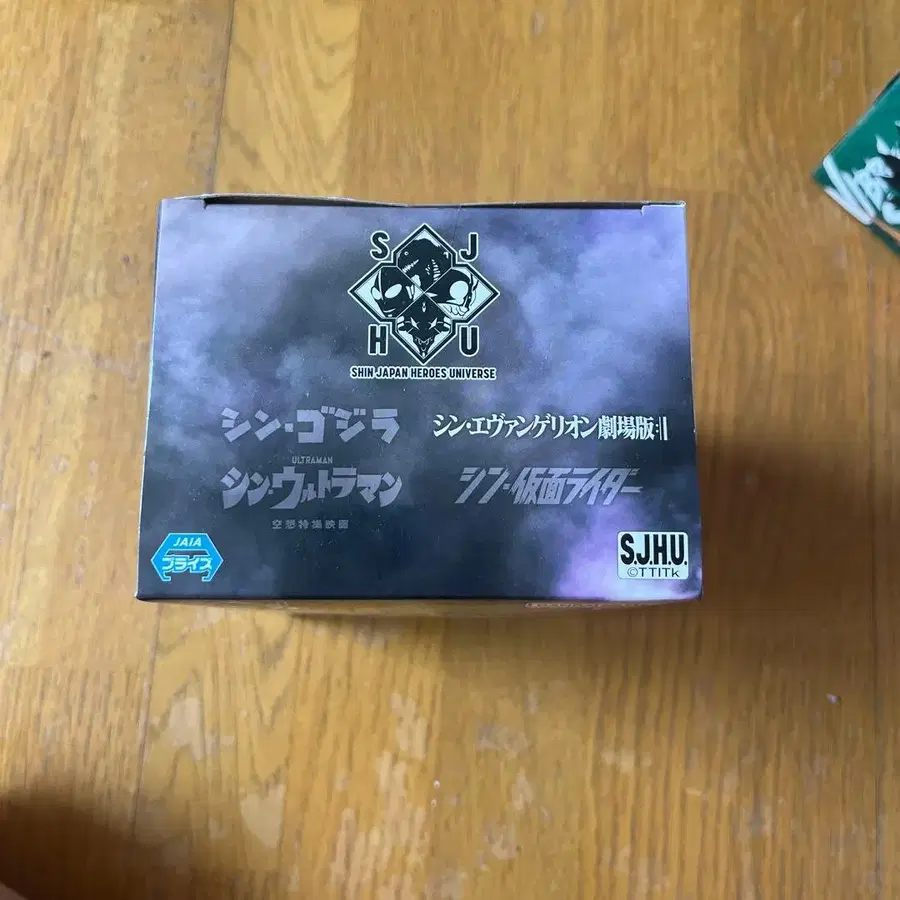 S J
H U
SHIN JAPAN HEROES UNIVERSE
シン・ゴジラ
シン・エヴァンゲリオン劇場版:||
ULTRAMAN
シン・ウルトラマン
空想特撮映画
シン・仮面ライダー
JAIA
プライズ
S.J.H.U.
©TTITk